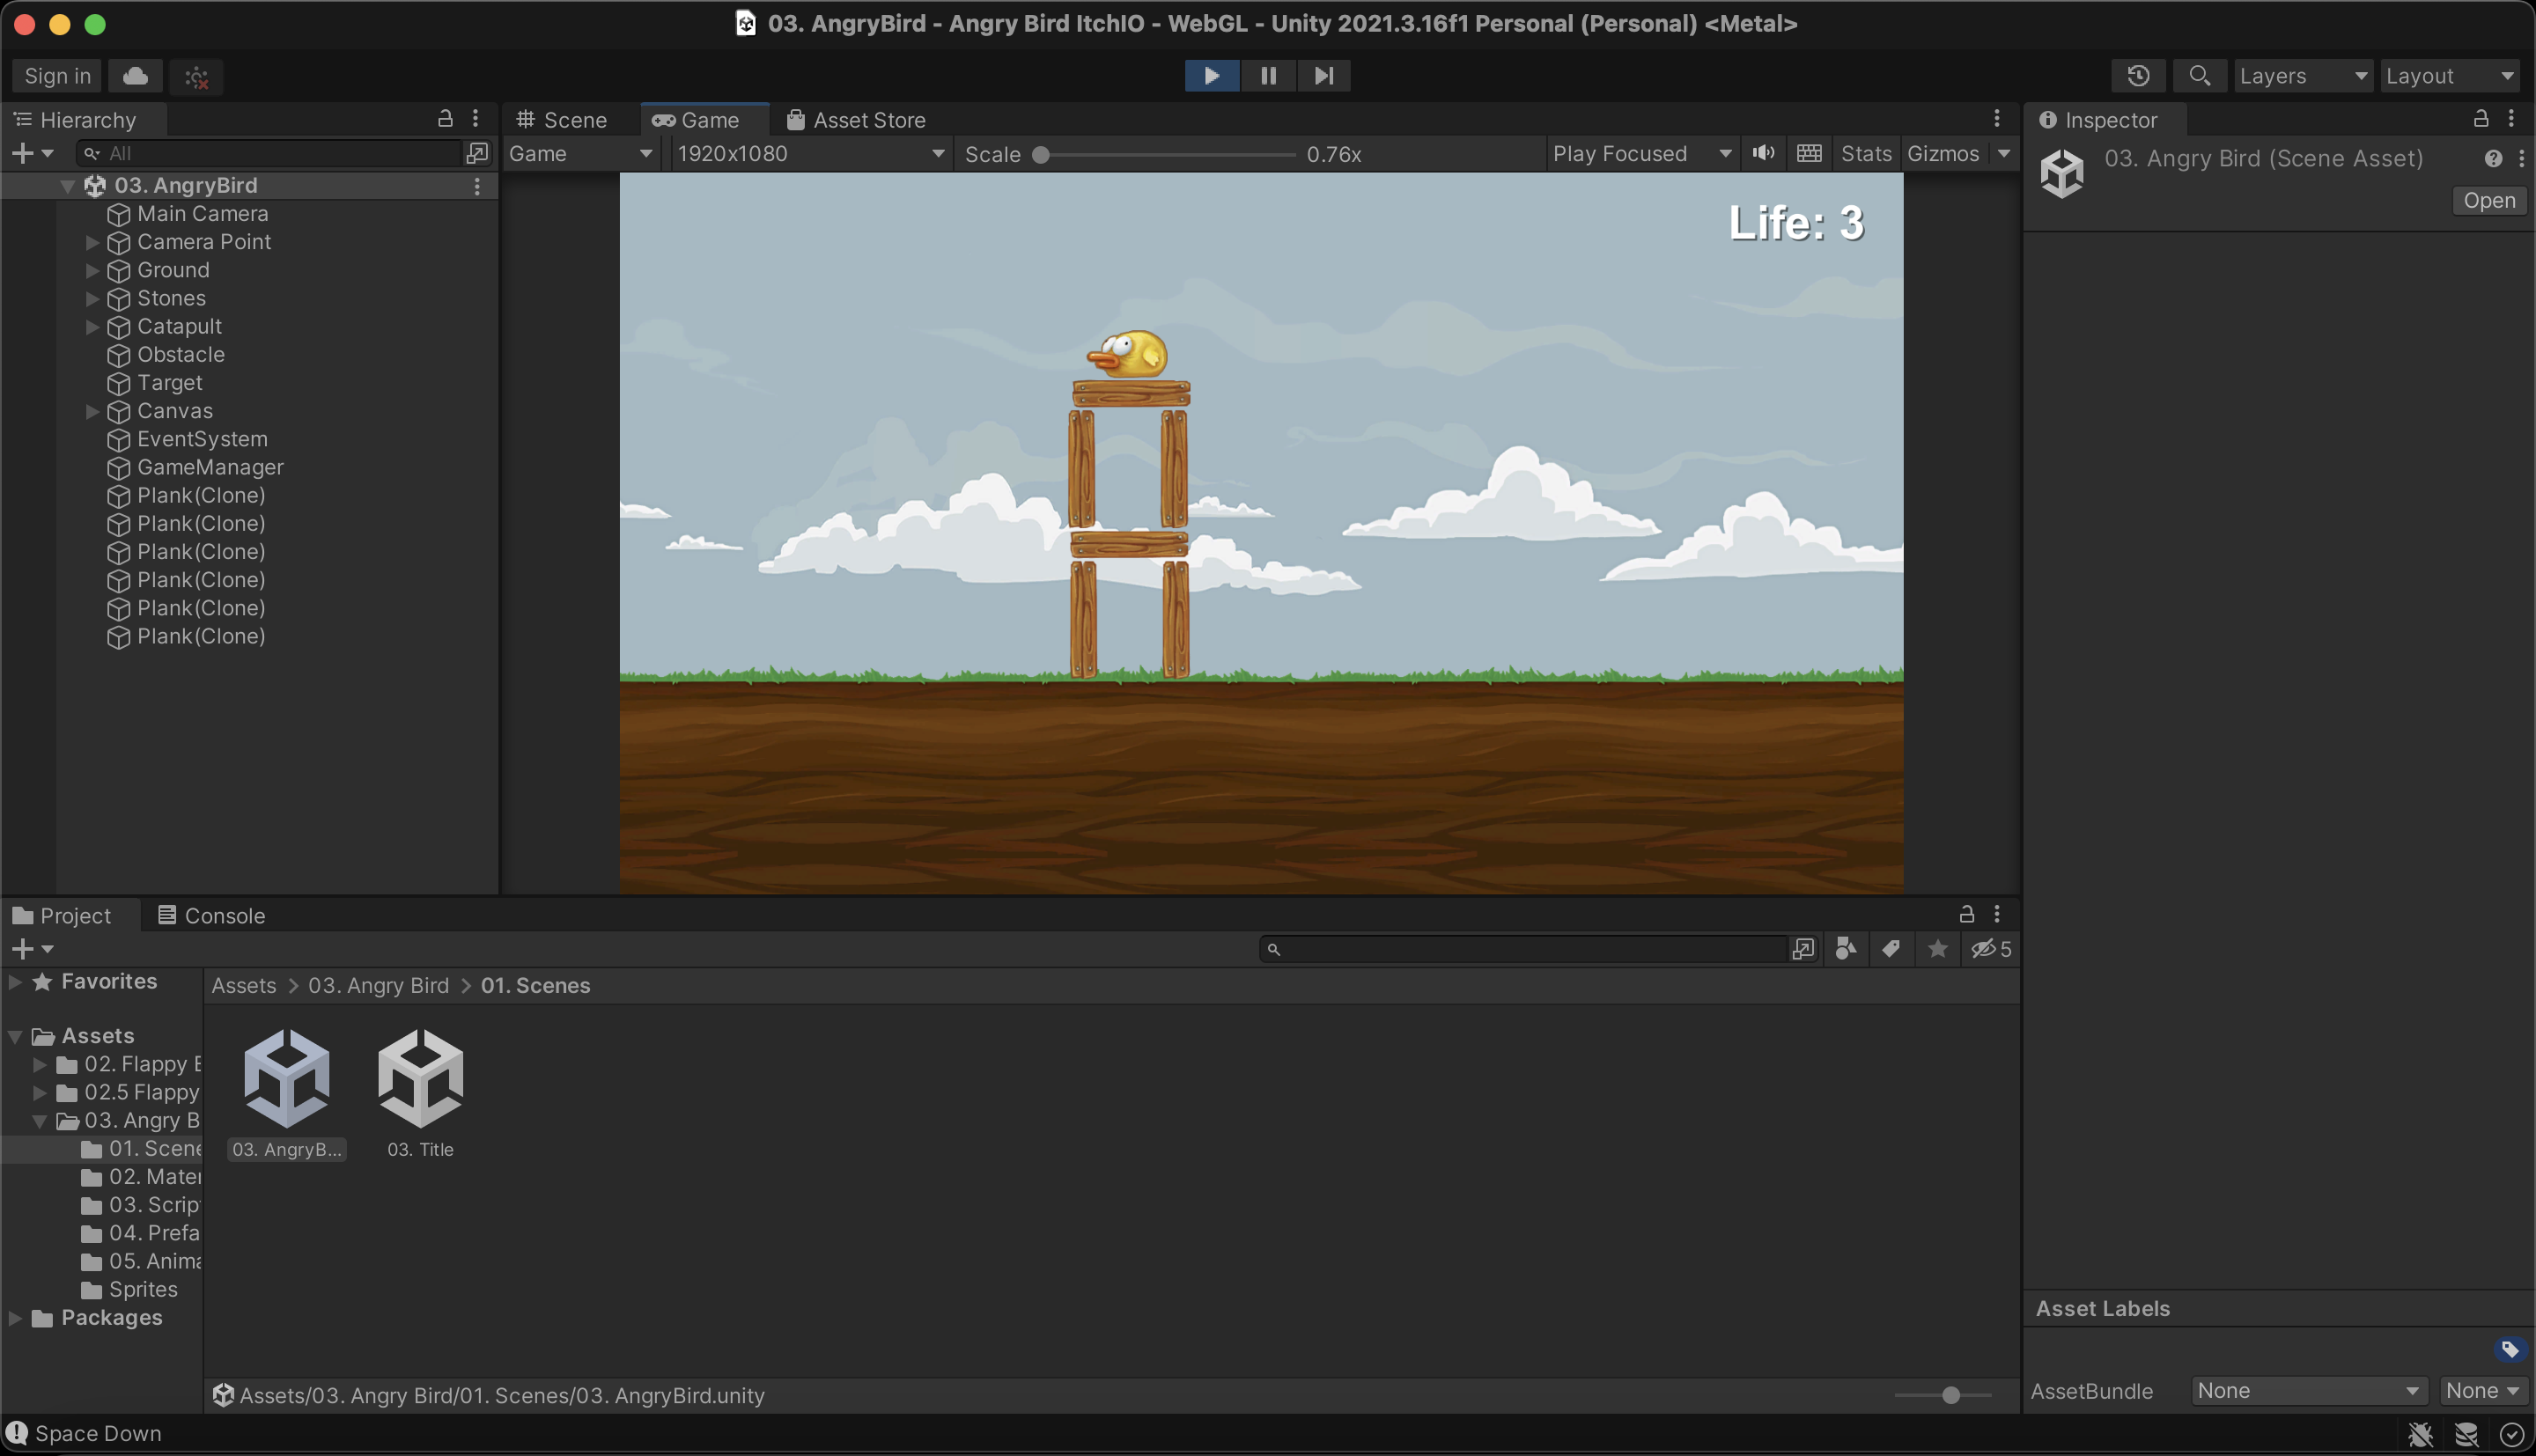 03. AngryBird - Angry Bird ItchIO - WebGL - Unity 2021.3.16f1 Personal (Personal) <Metal>
Sign in
Layers
Layout
Hierarchy
All
03. AngryBird
Main Camera
Camera Point
Ground
Stones
Catapult
Obstacle
Target
Canvas
EventSystem
GameManager
Plank(Clone)
Plank(Clone)
Plank(Clone)
Plank(Clone)
Plank(Clone)
Plank(Clone)
Scene
Game
Asset Store
Game
1920x1080
Scale
0.76x
Play Focused
Stats
Gizmos
Life: 3
Inspector
03. Angry Bird (Scene Asset)
Open
Project
Console
5
Favorites
Assets
02. Flappy B
02.5 Flappy
03. Angry B
01. Scene
02. Mater
03. Script
04. Prefa
05. Anima
Sprites
Packages
Assets > 03. Angry Bird > 01. Scenes
03. AngryB...
03. Title
Assets/03. Angry Bird/01. Scenes/03. AngryBird.unity
Asset Labels
AssetBundle
None
None
Space Down